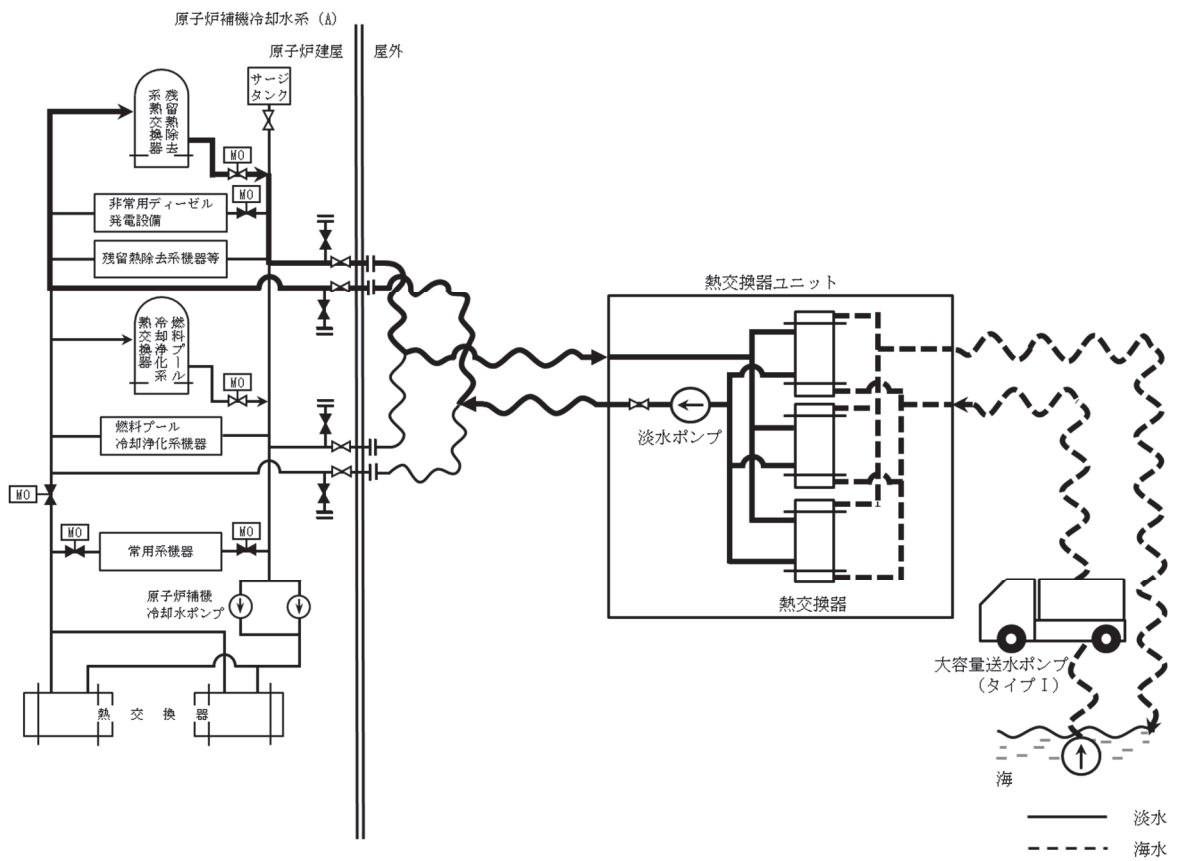 原子炉補機冷却水系 (A)
原子炉建屋
屋外
サージ
タンク
残留熱除去
系熱交換器
MO
MO
非常用ディーゼル
発電設備
残留熱除去系機器等
燃料プール
冷却浄化系
熱交換器
MO
燃料プール
冷却浄化系機器
MO
MO
MO
常用系機器
原子炉補機
冷却水ポンプ
熱交換器
熱交換器ユニット
淡水ポンプ
熱交換器
大容量送水ポンプ
(タイプⅠ)
海
淡水
海水